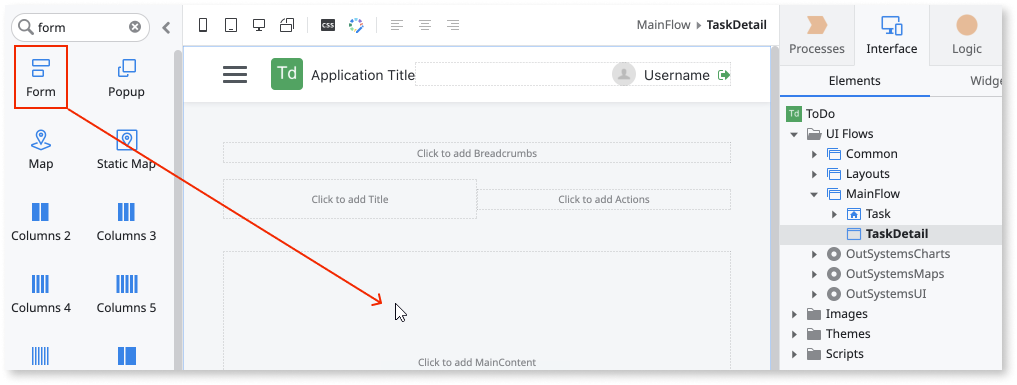 form
Form
Popup
Map
Static Map
Columns 2
Columns 3
Columns 4
Columns 5
CSS
MainFlow
TaskDetail
Td
Application Title
Username
Click to add Breadcrumbs
Click to add Title
Click to add Actions
Click to add MainContent
Processes
Interface
Logic
Elements
Widge
Td ToDo
UI Flows
Common
Layouts
MainFlow
Task
TaskDetail
OutSystemsCharts
OutSystemsMaps
OutSystemsUI
Images
Themes
Scripts